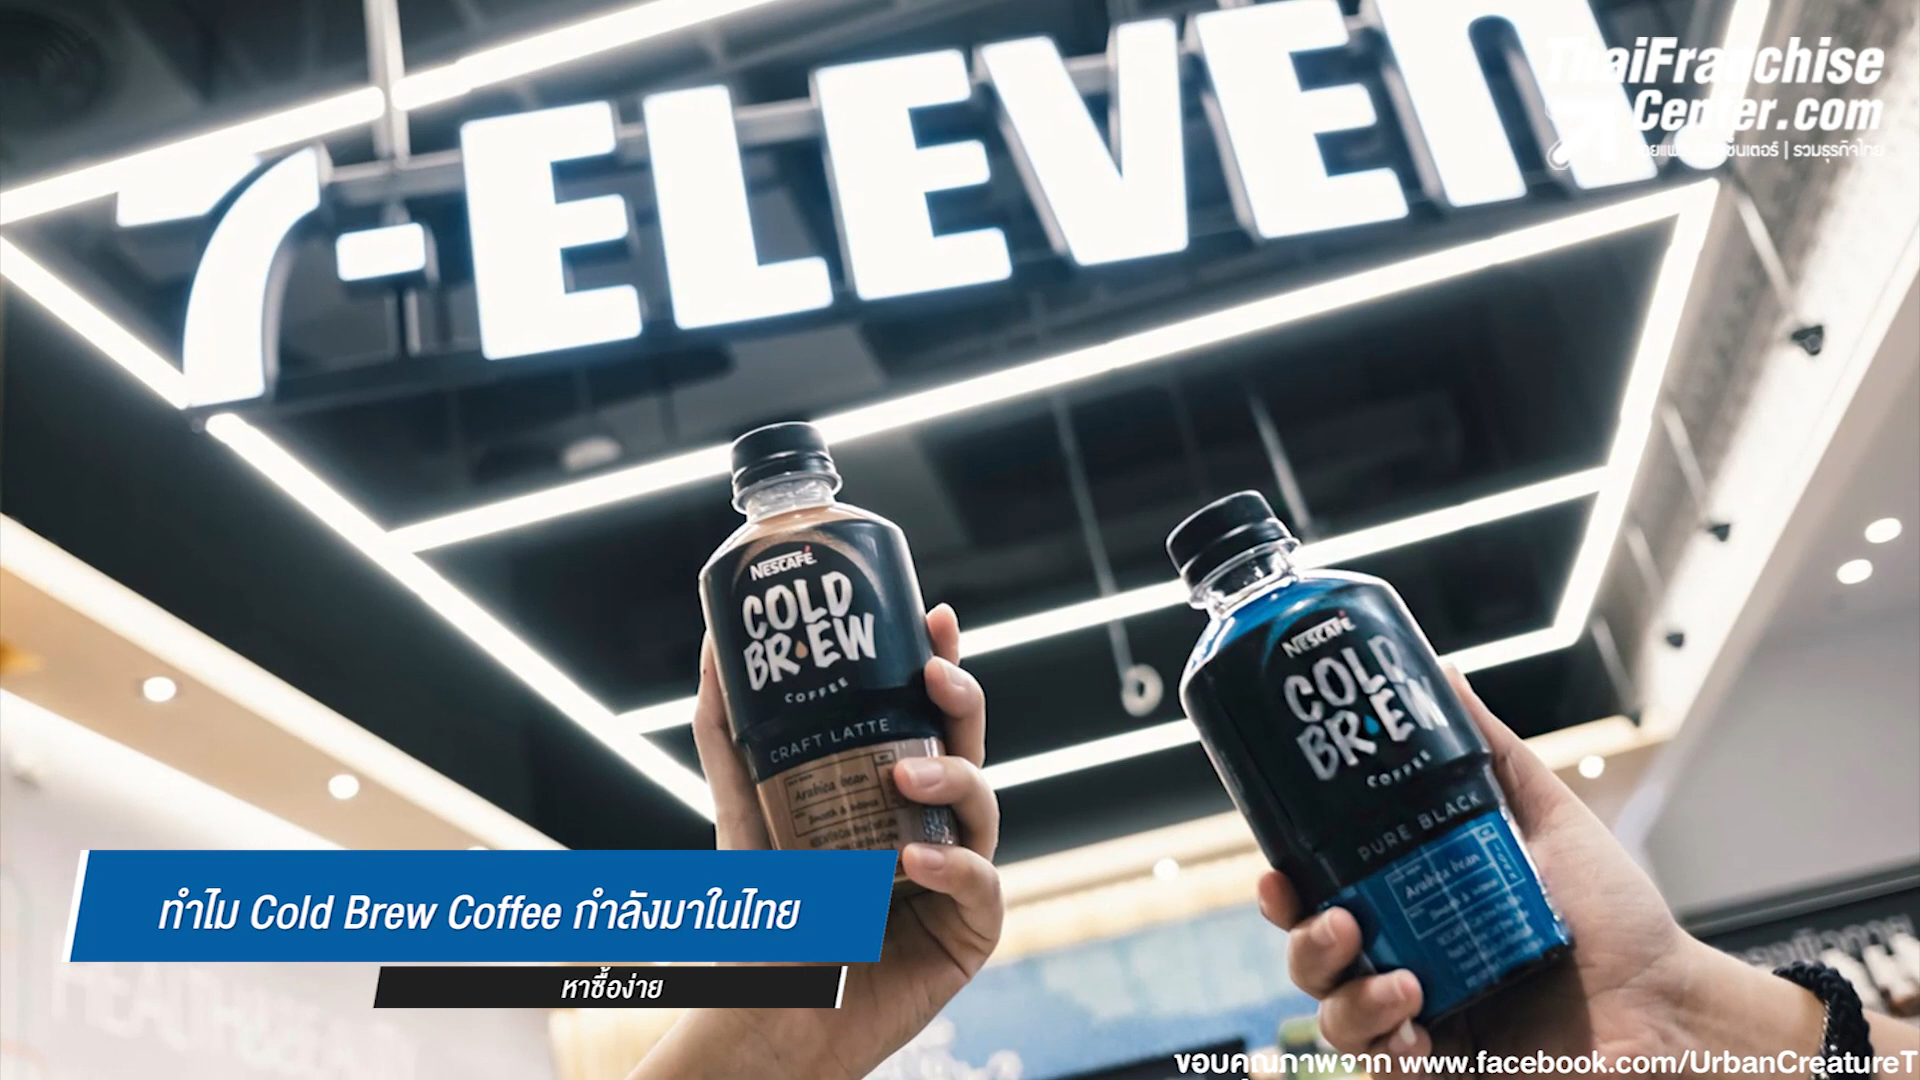 7-ELEVEN.
ThaiFranchise
Center.com
| รวมธุรกิจไทย
NESCAFÉ
COLD
BREW
COFFEE
CRAFT LATTE
Arabica bean
Smooth & Intense
NESCAFÉ
COLD
BREW
COFFEE
PURE BLACK
Arabica bean
ทำไม Cold Brew Coffee กำลังมาในไทย
หาซื้อง่าย
ขอบคุณภาพจาก www.facebook.com/UrbanCreatureT